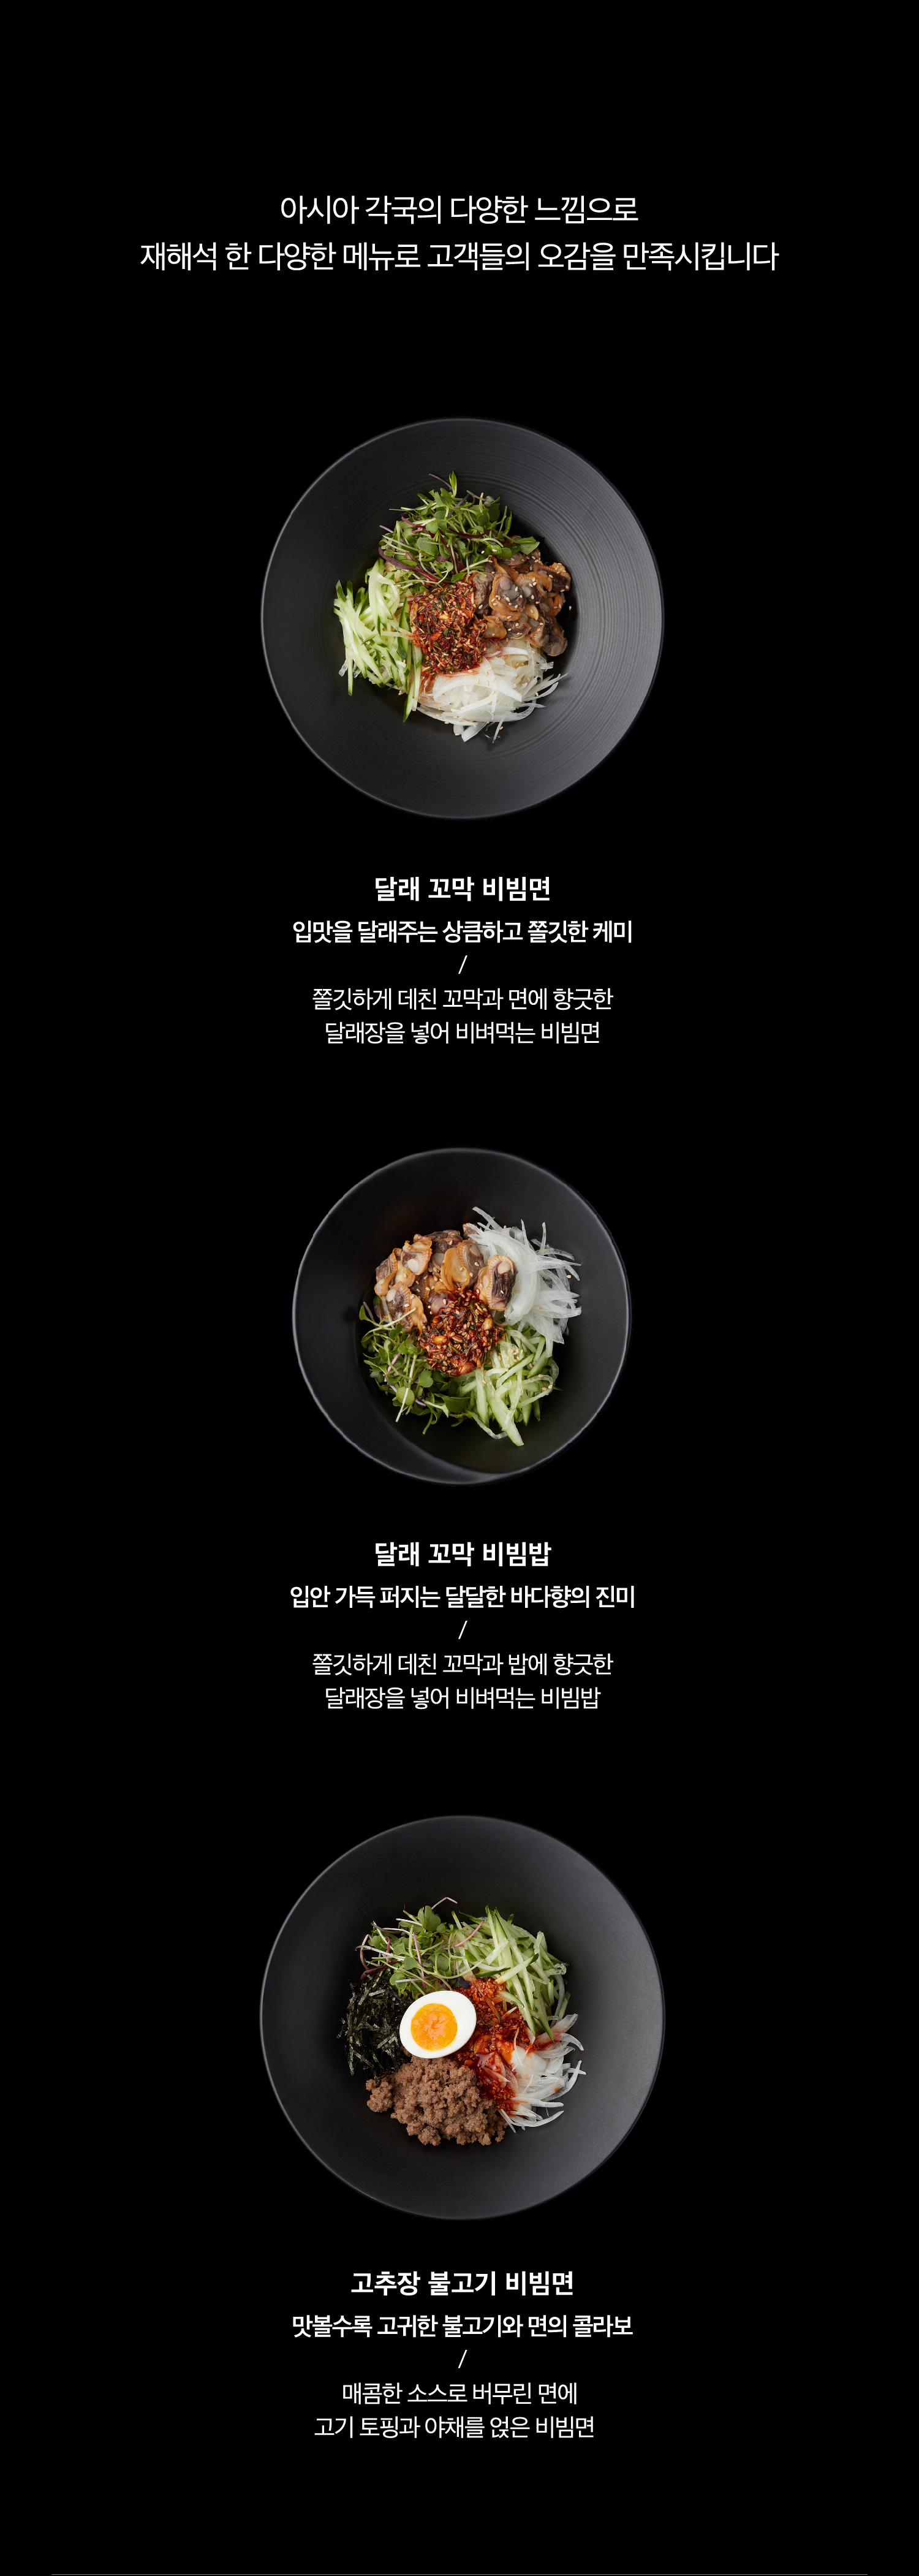 아시아 각국의 다양한 느낌으로
재해석 한 다양한 메뉴로 고객들의 오감을 만족시킵니다
달래 꼬막 비빔면
입맛을 달래주는 상큼하고 쫄깃한 케미
/
쫄깃하게 데친 꼬막과 면에 향긋한
달래장을 넣어 비벼먹는 비빔면
달래 꼬막 비빔밥
입안 가득 퍼지는 달달한 바다향의 진미
/
쫄깃하게 데친 꼬막과 밥에 향긋한
달래장을 넣어 비벼먹는 비빔밥
고추장 불고기 비빔면
맛볼수록 고귀한 불고기와 면의 콜라보
/
매콤한 소스로 버무린 면에
고기 토핑과 야채를 얹은 비빔면